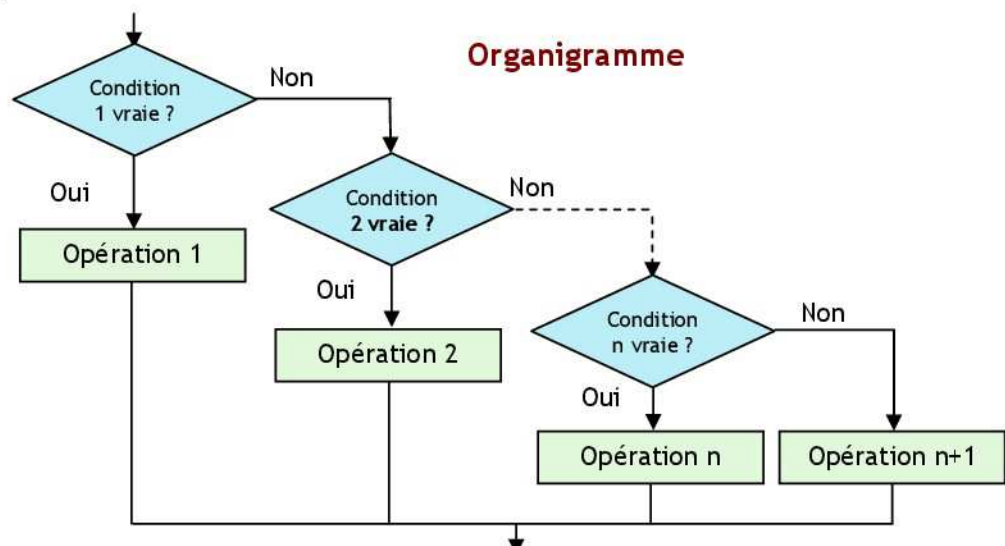 Organigramme
Condition
1 vraie ?
Non
Oui
Opération 1
Condition
2 vraie ?
Non
Oui
Opération 2
Condition
n vraie ?
Non
Oui
Opération n
Opération n+1